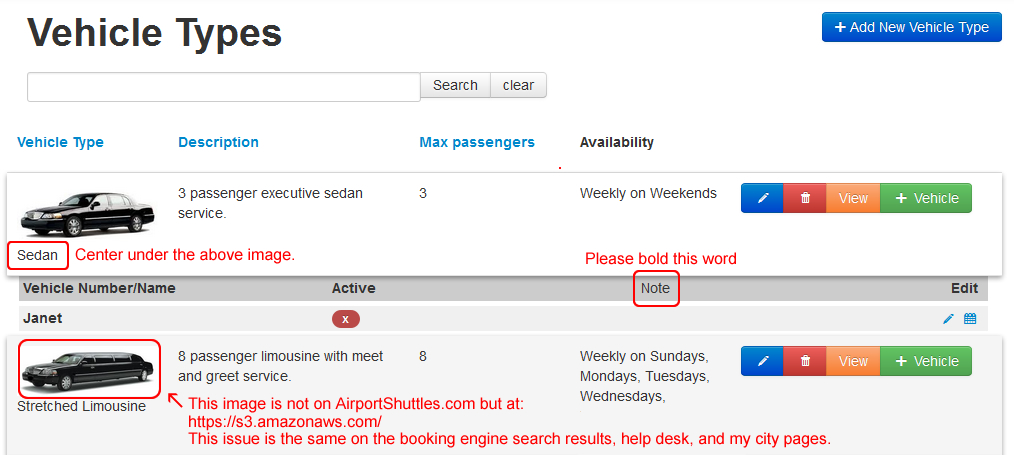 Vehicle Types
+ Add New Vehicle Type
Search clear
Vehicle Type Description Max passengers Availability
3 passenger executive sedan 3 Weekly on Weekends View + Vehicle
service.
Sedan Center under the above image.
Please bold this word
Vehicle Number/Name Active Note Edit
Janet x
8 passenger limousine with meet 8 Weekly on Sundays, View + Vehicle
and greet service. Mondays, Tuesdays,
Wednesdays,
Stretched Limousine This image is not on AirportShuttles.com but at:
https://s3.amazonaws.com/
This issue is the same on the booking engine search results, help desk, and my city pages.